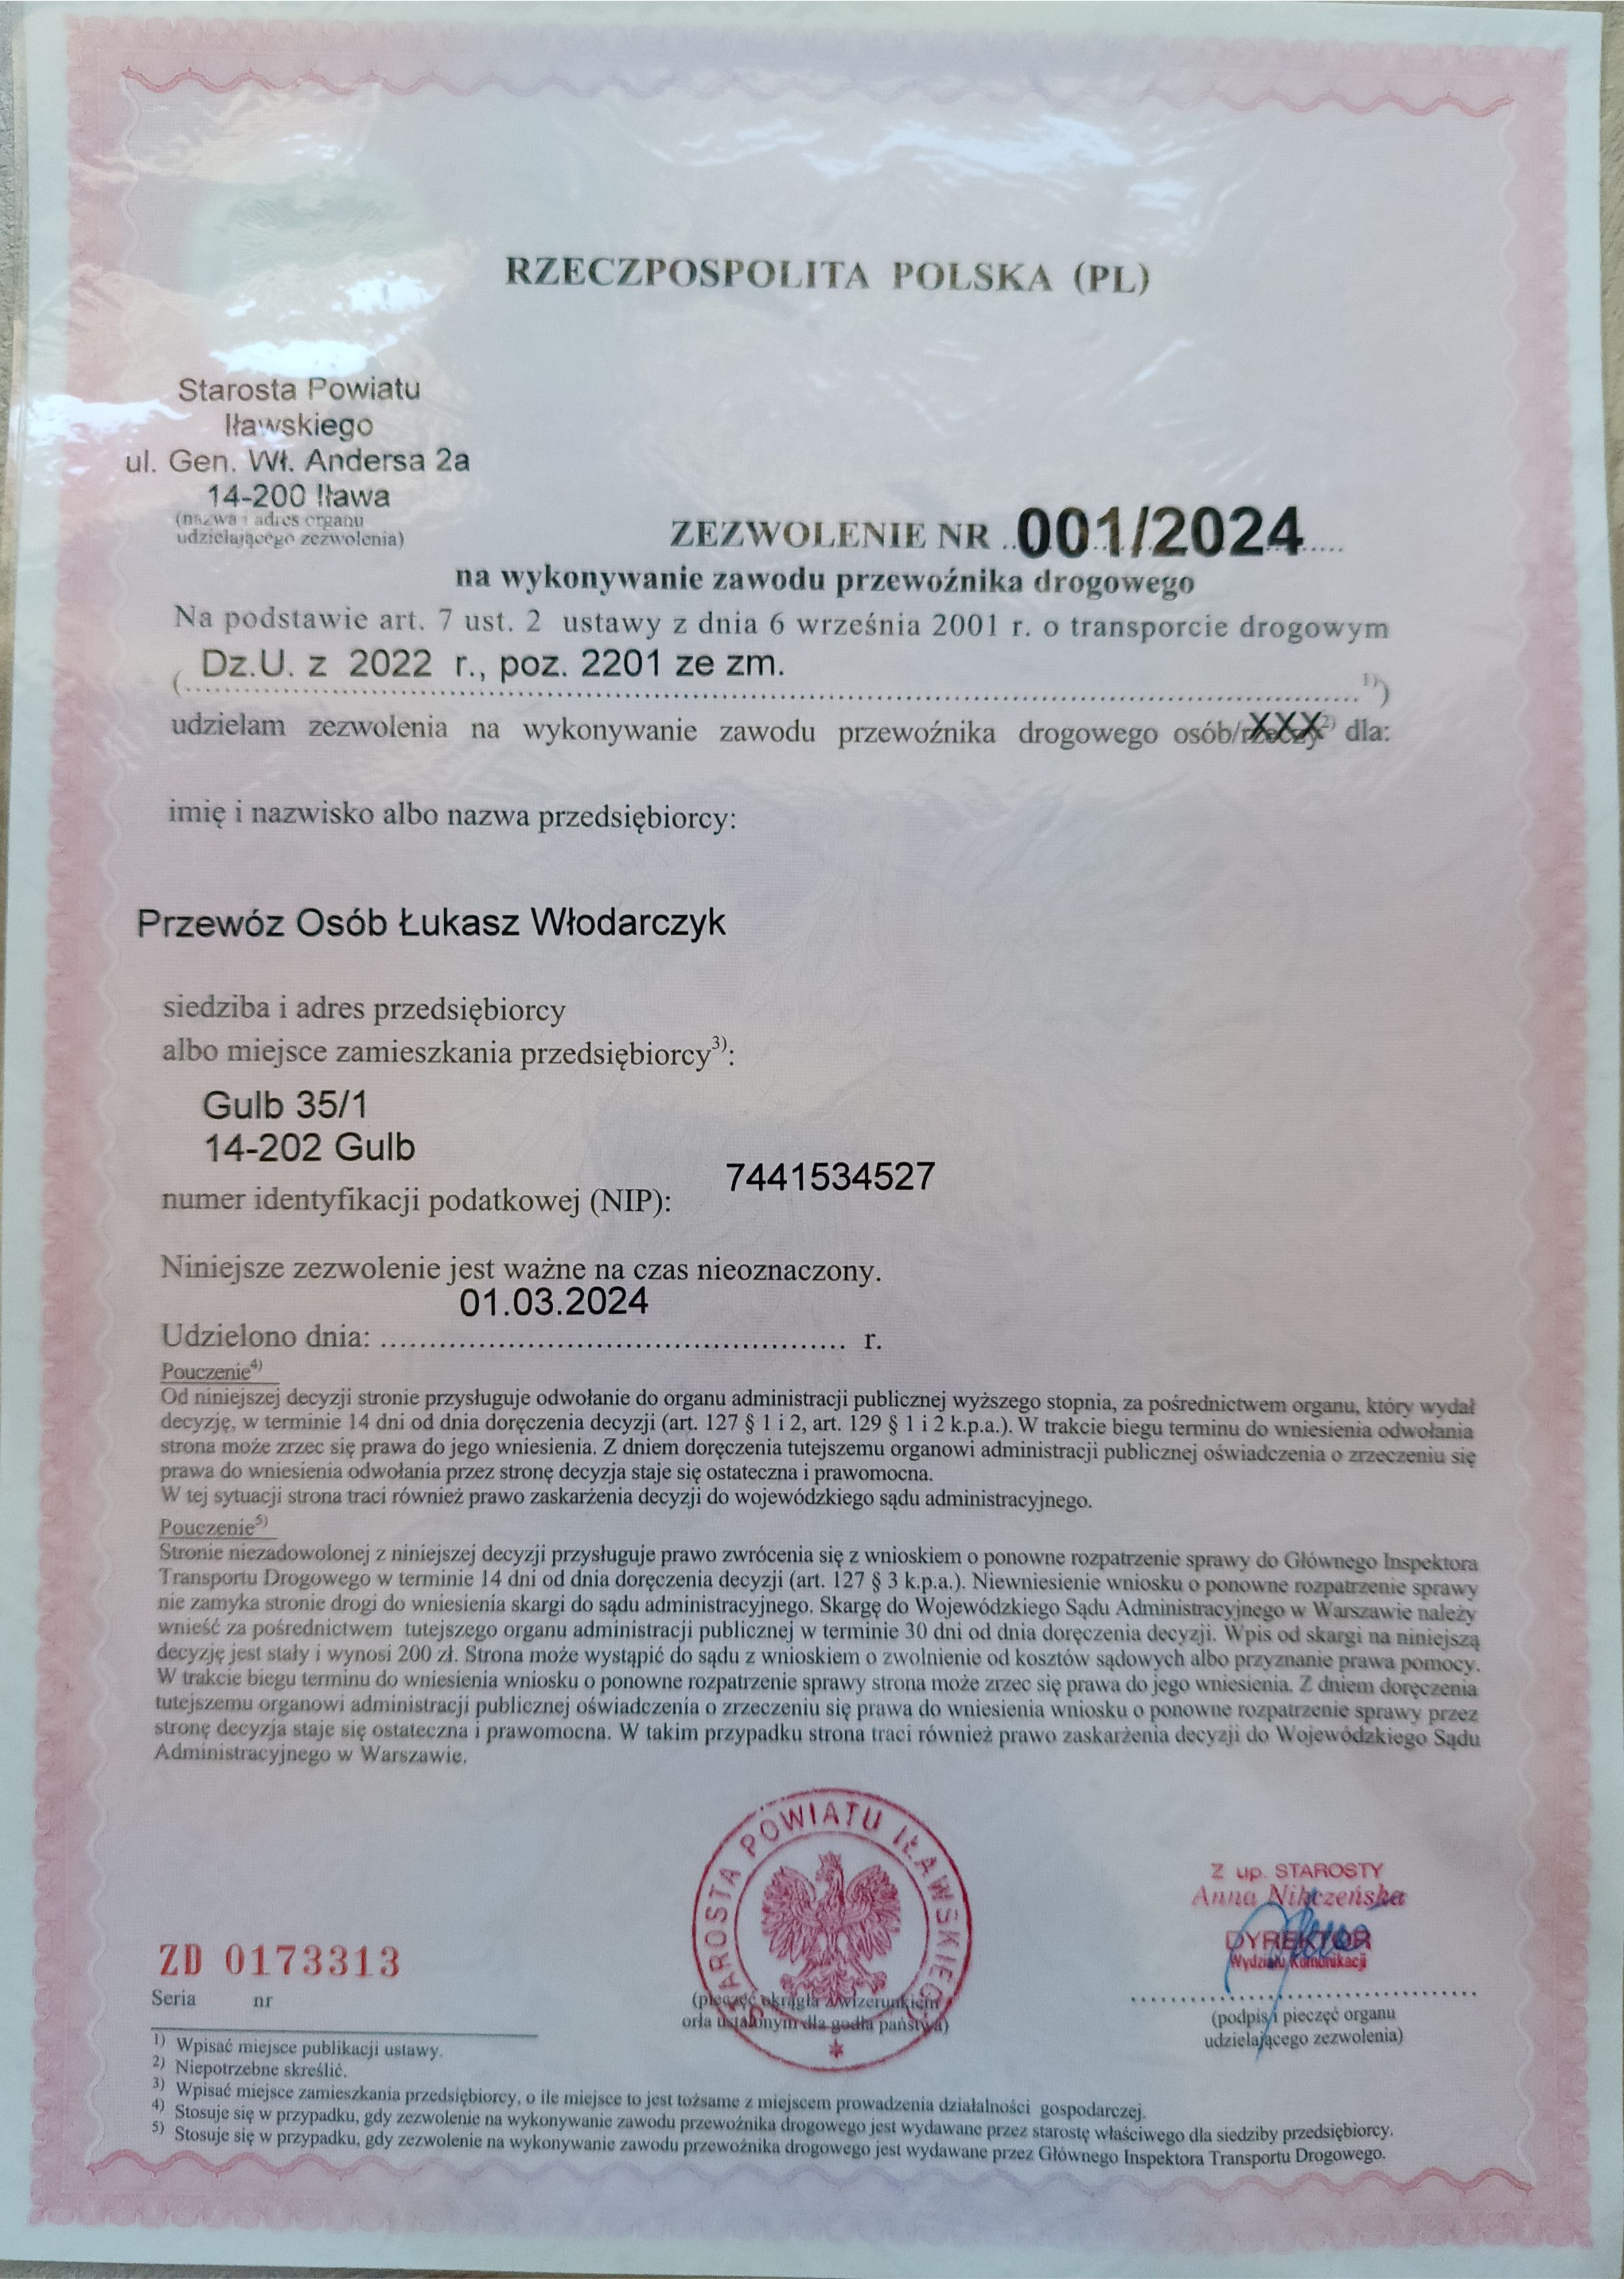 RZECZPOSPOLITA POLSKA (PL)
Starosta Powiatu
Iławskiego
ul. Gen. Wł. Andersa 2a
14-200 Iława
(nazwa i adres organu
udzielającego zezwolenia)
ZEZWOLENIE NR 001/2024
na wykonywanie zawodu przewoźnika drogowego
Na podstawie art. 7 ust. 2 ustawy z dnia 6 września 2001 r. o transporcie drogowym
( Dz.U. z 2022 r., poz. 2201 ze zm. 1))
udzielam zezwolenia na wykonywanie zawodu przewoźnika drogowego osób/rzeczy XXX 2) dla:
imię i nazwisko albo nazwa przedsiębiorcy:
Przewóz Osób Łukasz Włodarczyk
siedziba i adres przedsiębiorcy
albo miejsce zamieszkania przedsiębiorcy3):
Gulb 35/1
14-202 Gulb
numer identyfikacji podatkowej (NIP): 7441534527
Niniejsze zezwolenie jest ważne na czas nieoznaczony.
Udzielono dnia: 01.03.2024 r.
Pouczenie4)
Od niniejszej decyzji stronie przysługuje odwołanie do organu administracji publicznej wyższego stopnia, za pośrednictwem organu, który wydał
decyzję, w terminie 14 dni od dnia doręczenia decyzji (art. 127 § 1 i 2, art. 129 § 1 i 2 k.p.a.). W trakcie biegu terminu do wniesienia odwołania
strona może zrzec się prawa do jego wniesienia. Z dniem doręczenia tutejszemu organowi administracji publicznej oświadczenia o zrzeczeniu się
prawa do wniesienia odwołania przez stronę decyzja staje się ostateczna i prawomocna.
W tej sytuacji strona traci również prawo zaskarżenia decyzji do wojewódzkiego sądu administracyjnego.
Pouczenie5)
Stronie niezadowolonej z niniejszej decyzji przysługuje prawo zwrócenia się z wnioskiem o ponowne rozpatrzenie sprawy do Głównego Inspektora
Transportu Drogowego w terminie 14 dni od dnia doręczenia decyzji (art. 127 § 3 k.p.a.). Niewniesienie wniosku o ponowne rozpatrzenie sprawy
nie zamyka stronie drogi do wniesienia skargi do sądu administracyjnego. Skargę do Wojewódzkiego Sądu Administracyjnego w Warszawie należy
wnieść za pośrednictwem tutejszego organu administracji publicznej w terminie 30 dni od dnia doręczenia decyzji. Wpis od skargi na niniejszą
decyzję jest stały i wynosi 200 zł. Strona może wystąpić do sądu z wnioskiem o zwolnienie od kosztów sądowych albo przyznanie prawa pomocy.
W trakcie biegu terminu do wniesienia wniosku o ponowne rozpatrzenie sprawy strona może zrzec się prawa do jego wniesienia. Z dniem doręczenia
tutejszemu organowi administracji publicznej oświadczenia o zrzeczeniu się prawa do wniesienia wniosku o ponowne rozpatrzenie sprawy przez
stronę decyzja staje się ostateczna i prawomocna. W takim przypadku strona traci również prawo zaskarżenia decyzji do Wojewódzkiego Sądu
Administracyjnego w Warszawie.
STAROSTA POWIATU IŁAWSKIEGO
Z up. STAROSTY
Anna
DYREKTOR
Wydziału Komunikacji
ZD 0173313
Seria nr
(pieczęć okrągła z wizerunkiem
orła ustalonym dla godła państwa)
(podpis i pieczęć organu
udzielającego zezwolenia)
1) Wpisać miejsce publikacji ustawy.
2) Niepotrzebne skreślić.
3) Wpisać miejsce zamieszkania przedsiębiorcy, o ile miejsce to jest tożsame z miejscem prowadzenia działalności gospodarczej.
4) Stosuje się w przypadku, gdy zezwolenie na wykonywanie zawodu przewoźnika drogowego jest wydawane przez starostę właściwego dla siedziby przedsiębiorcy.
5) Stosuje się w przypadku, gdy zezwolenie na wykonywanie zawodu przewoźnika drogowego jest wydawane przez Głównego Inspektora Transportu Drogowego.